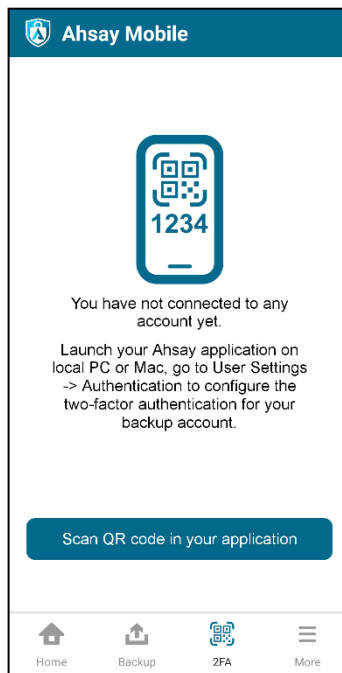 Ahsay Mobile
1234
You have not connected to any
account yet.
Launch your Ahsay application on
local PC or Mac, go to User Settings
-> Authentication to configure the
two-factor authentication for your
backup account.
Scan QR code in your application
Home Backup 2FA More